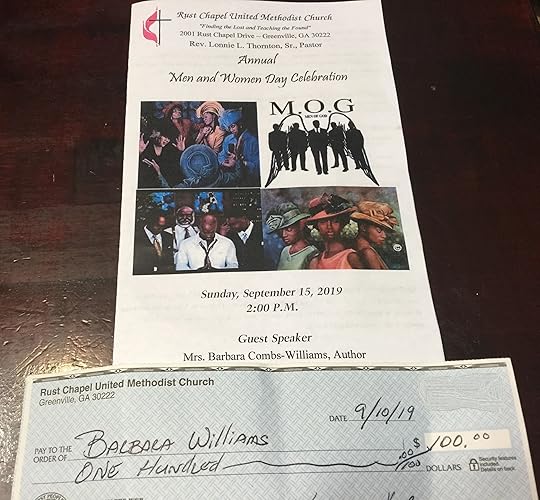 Rust Chapel United Methodist Church
"Finding the Lost and Teaching the Found"
2001 Rust Chapel Drive – Greenville, GA 30222
Rev. Lonnie L. Thornton, Sr., Pastor
Annual
Men and Women Day Celebration
M.O.G
MEN OF GOD
Sunday, September 15, 2019
2:00 P.M.
Guest Speaker
Mrs. Barbara Combs-Williams, Author
Rust Chapel United Methodist Church
Greenville, GA 30222
DATE 9/10/19
PAY TO THE ORDER OF Barbara Williams $ 100.00
One Hundred 00/100 DOLLARS
Security features included. Details on back.